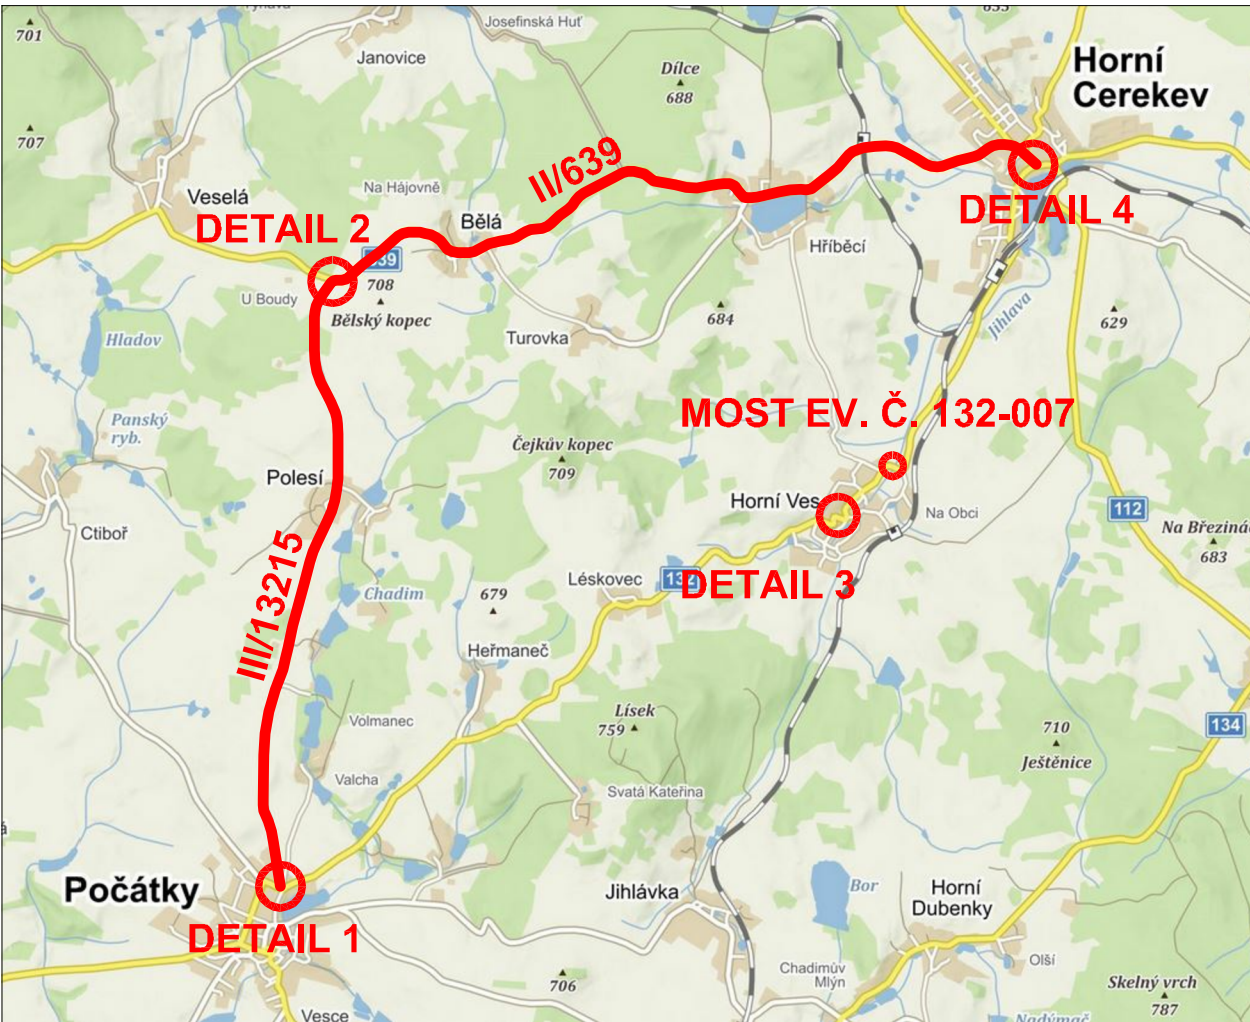 Josefinská Huť
633
701
Janovice
Dílce
688
Horní
Cerekev
707
Veselá
Na Hájovně
II/639
DETAIL 2
Bělá
DETAIL 4
Hříběcí
639
708
U Boudy
Bělský kopec
684
Jihlava
629
Hladov
Turovka
Panský
ryb.
MOST EV. Č. 132-007
Čejkův kopec
709
Polesí
Horní Ves
Na Obci
112
Ctiboř
Na Březiná
683
Léskovec
132
DETAIL 3
III/13215
Chadim
679
Heřmaneč
Lísek
759
Volmanec
710
Ještěnice
134
Valcha
Svatá Kateřina
Počátky
Jihlávka
Bor
Horní
Dubenky
DETAIL 1
Olší
Chadimův
Mlýn
706
Skelný vrch
787
Vesce
Nadýmač